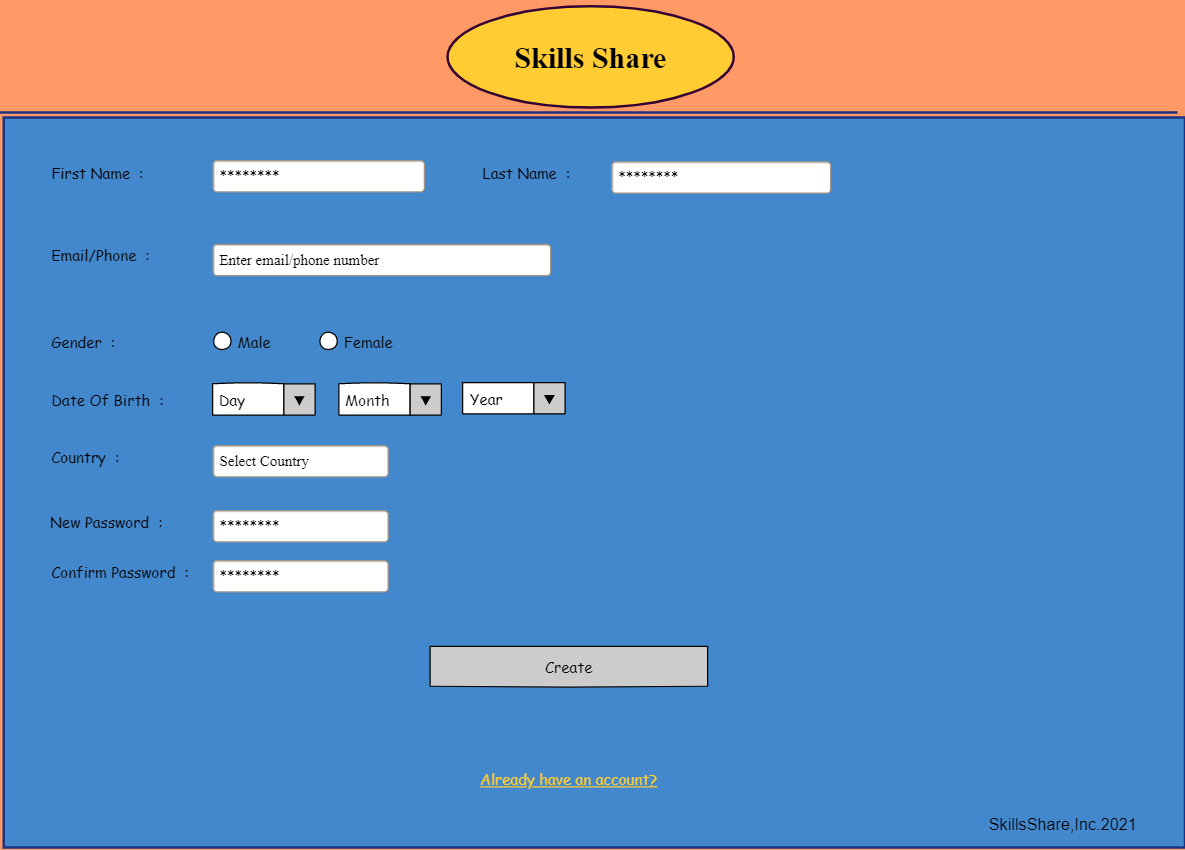 Skills Share
First Name : ******** Last Name : ********
Email/Phone : Enter email/phone number
Gender : Male Female
Date Of Birth : Day ▼ Month ▼ Year ▼
Country : Select Country
New Password : ********
Confirm Password : ********
Create
Already have an account?
SkillsShare,Inc.2021